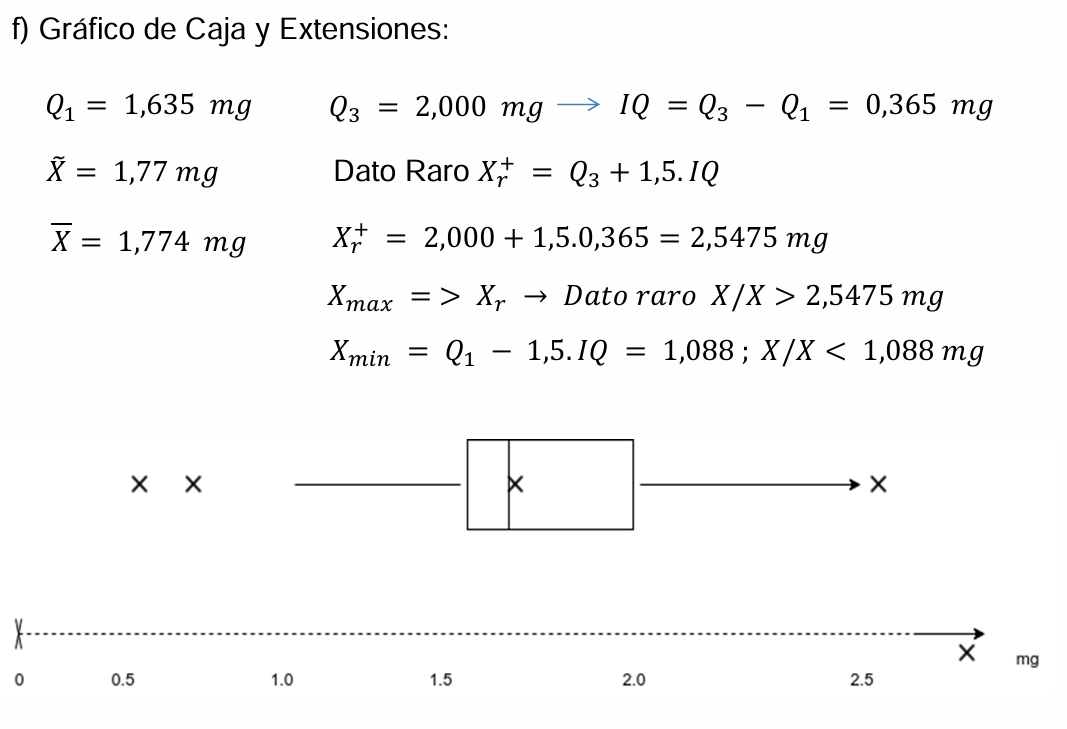 f) Gráfico de Caja y Extensiones:
Q₁ = 1,635 mg   Q₃ = 2,000 mg ⟶ IQ = Q₃ − Q₁ = 0,365 mg
X̃ = 1,77 mg   Dato Raro Xᵣ⁺ = Q₃ + 1,5. IQ
X̅ = 1,774 mg   Xᵣ⁺ = 2,000 + 1,5.0,365 = 2,5475 mg
Xₘₐₓ = > Xᵣ → Dato raro X/X > 2,5475 mg
Xₘᵢₙ = Q₁ − 1,5. IQ = 1,088 ; X/X < 1,088 mg
X mg
0 0.5 1.0 1.5 2.0 2.5